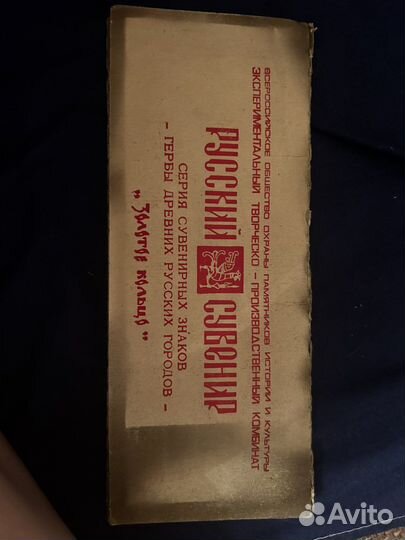 ВСЕРОССИЙСКОЕ ОБЩЕСТВО ОХРАНЫ ПАМЯТНИКОВ ИСТОРИИ И КУЛЬТУРЫ
ЭКСПЕРИМЕНТАЛЬНЫЙ ТВОРЧЕСКО - ПРОИЗВОДСТВЕННЫЙ КОМБИНАТ
РУССКИЙ СУВЕНИР
СЕРИЯ СУВЕНИРНЫХ ЗНАКОВ
- ГЕРБЫ ДРЕВНИХ РУССКИХ ГОРОДОВ -
"Золотое кольцо"
Avito